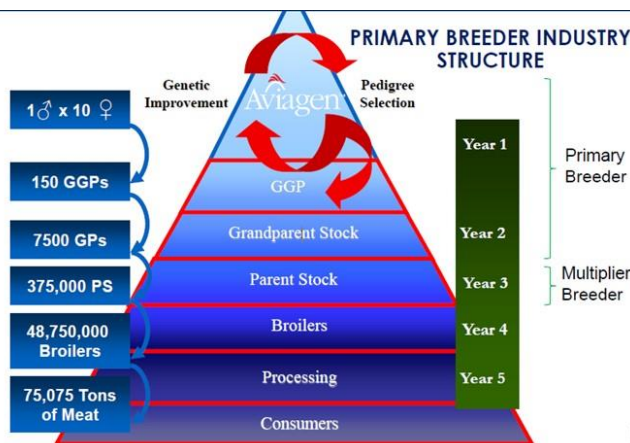 PRIMARY BREEDER INDUSTRY
STRUCTURE
Genetic
Improvement
Aviagen
Pedigree
Selection
1♂ x 10 ♀
150 GGPs
7500 GPs
375,000 PS
48,750,000
Broilers
75,075 Tons
of Meat
GGP
Grandparent Stock
Parent Stock
Broilers
Processing
Consumers
Year 1
Year 2
Year 3
Year 4
Year 5
Primary
Breeder
Multiplier
Breeder